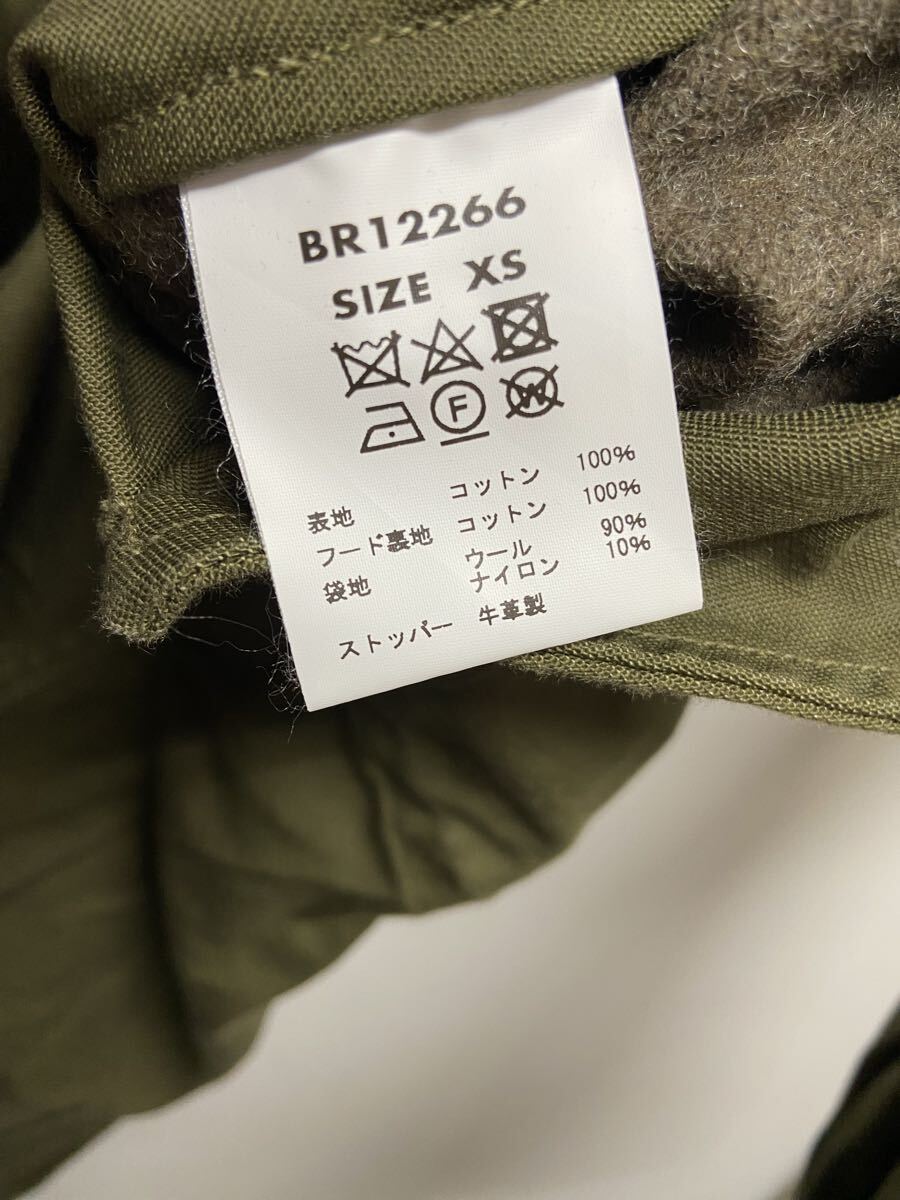 BR12266
SIZE XS
F W
表地 コットン 100%
フード裏地 コットン 100%
袋地 ウール 90%
ナイロン 10%
ストッパー 牛革製